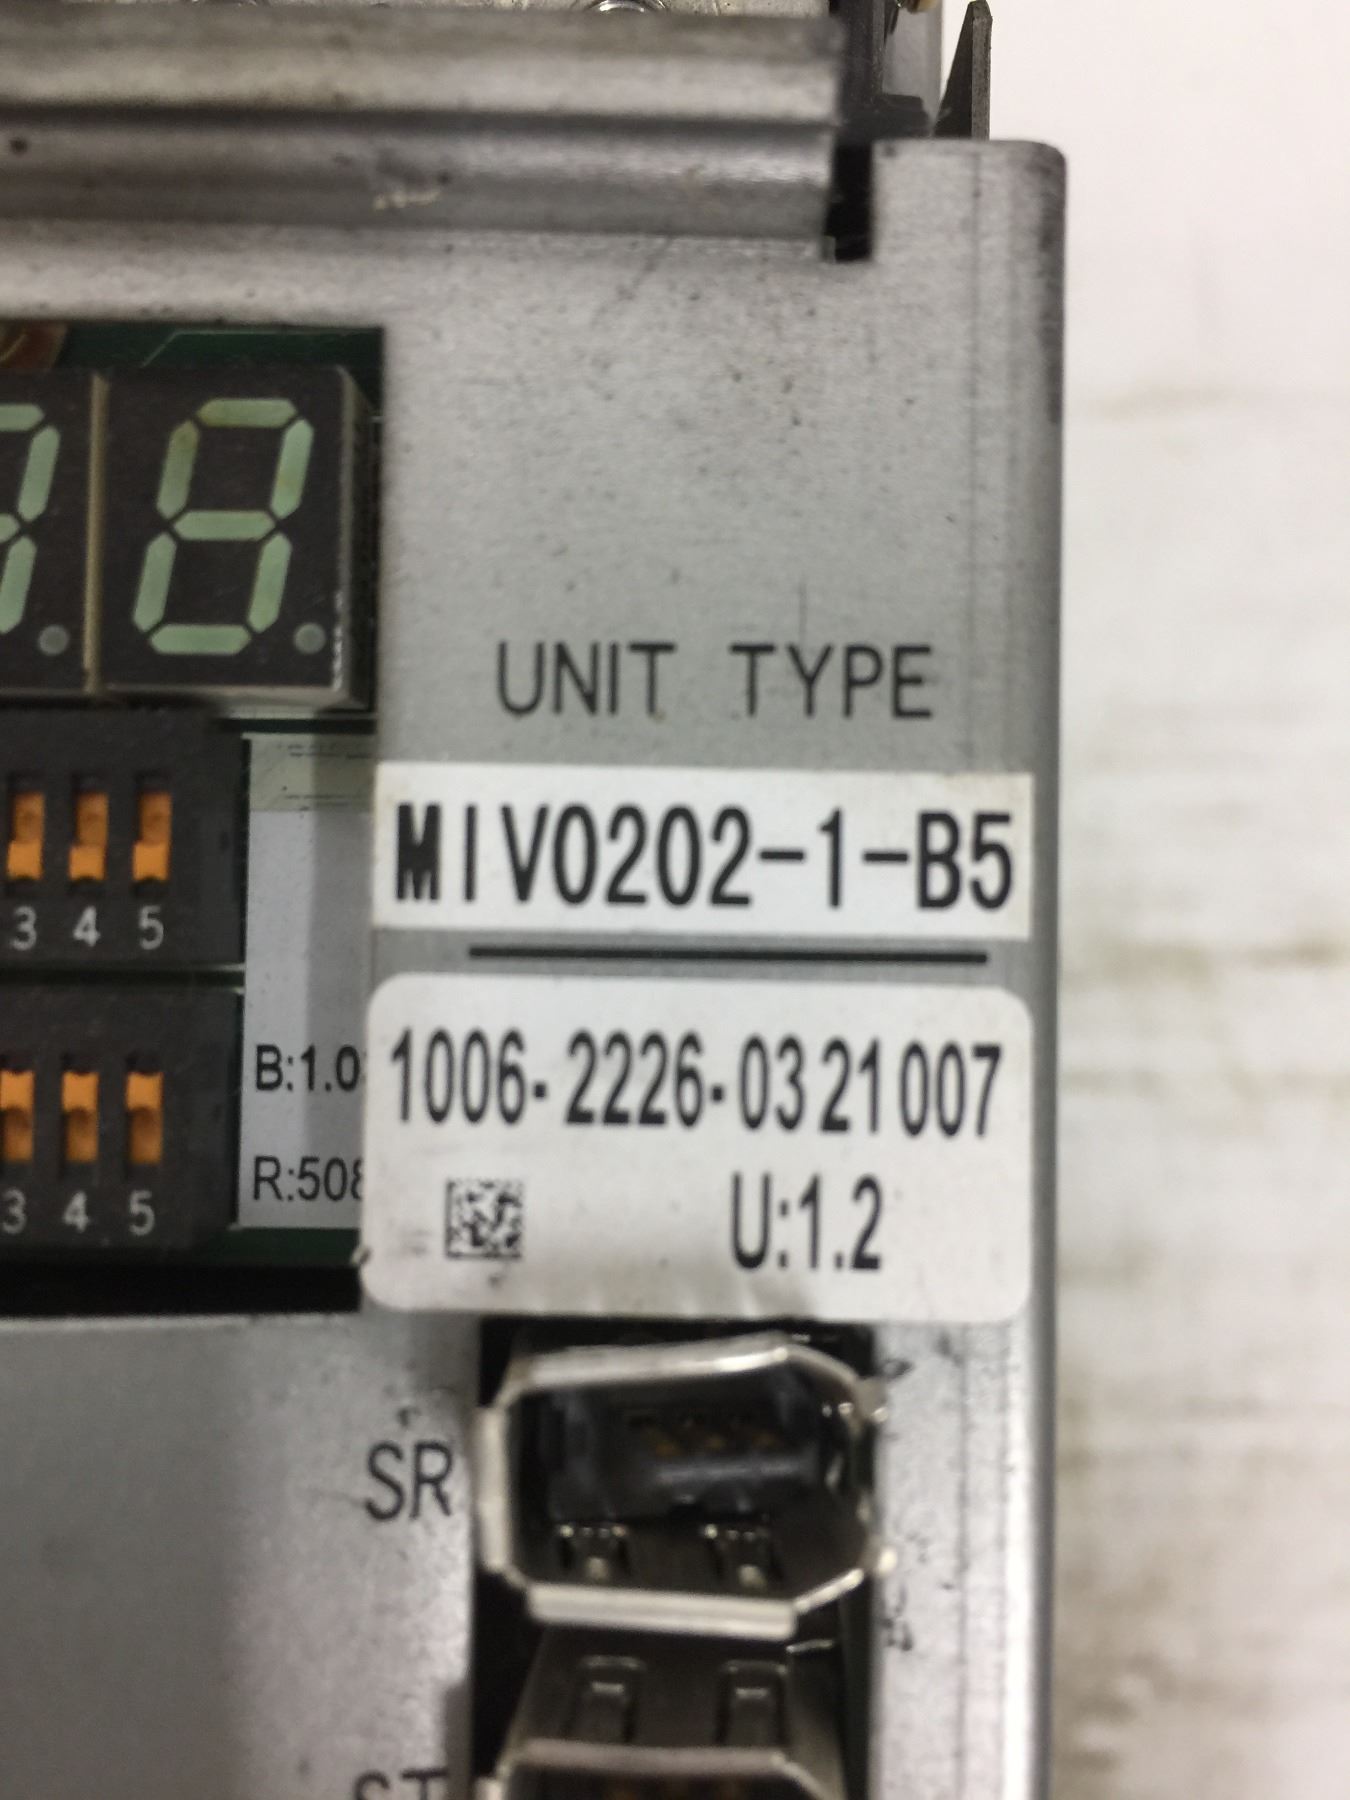 UNIT TYPE
MIV0202-1-B5
3 4 5
B:1.0
1006-2226-0321007
R:508
U:1.2
3 4 5
SR
ST